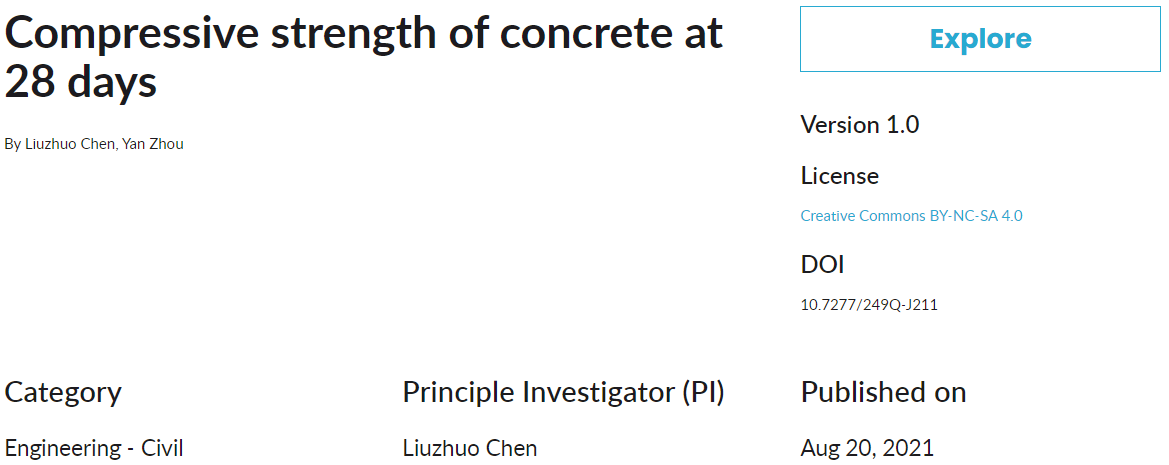 Compressive strength of concrete at
28 days
By Liuzhuo Chen, Yan Zhou
Explore
Version 1.0
License
Creative Commons BY-NC-SA 4.0
DOI
10.7277/249Q-J211
Category
Engineering - Civil
Principle Investigator (PI)
Liuzhuo Chen
Published on
Aug 20, 2021